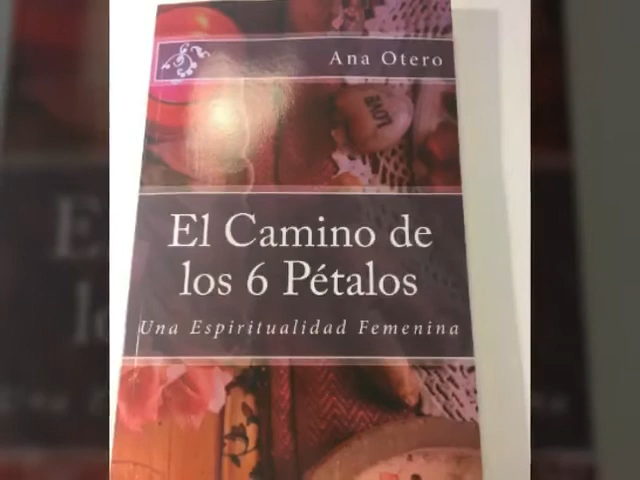 Ana Otero
LOVE
El Camino de
los 6 Pétalos
Una Espiritualidad Femenina